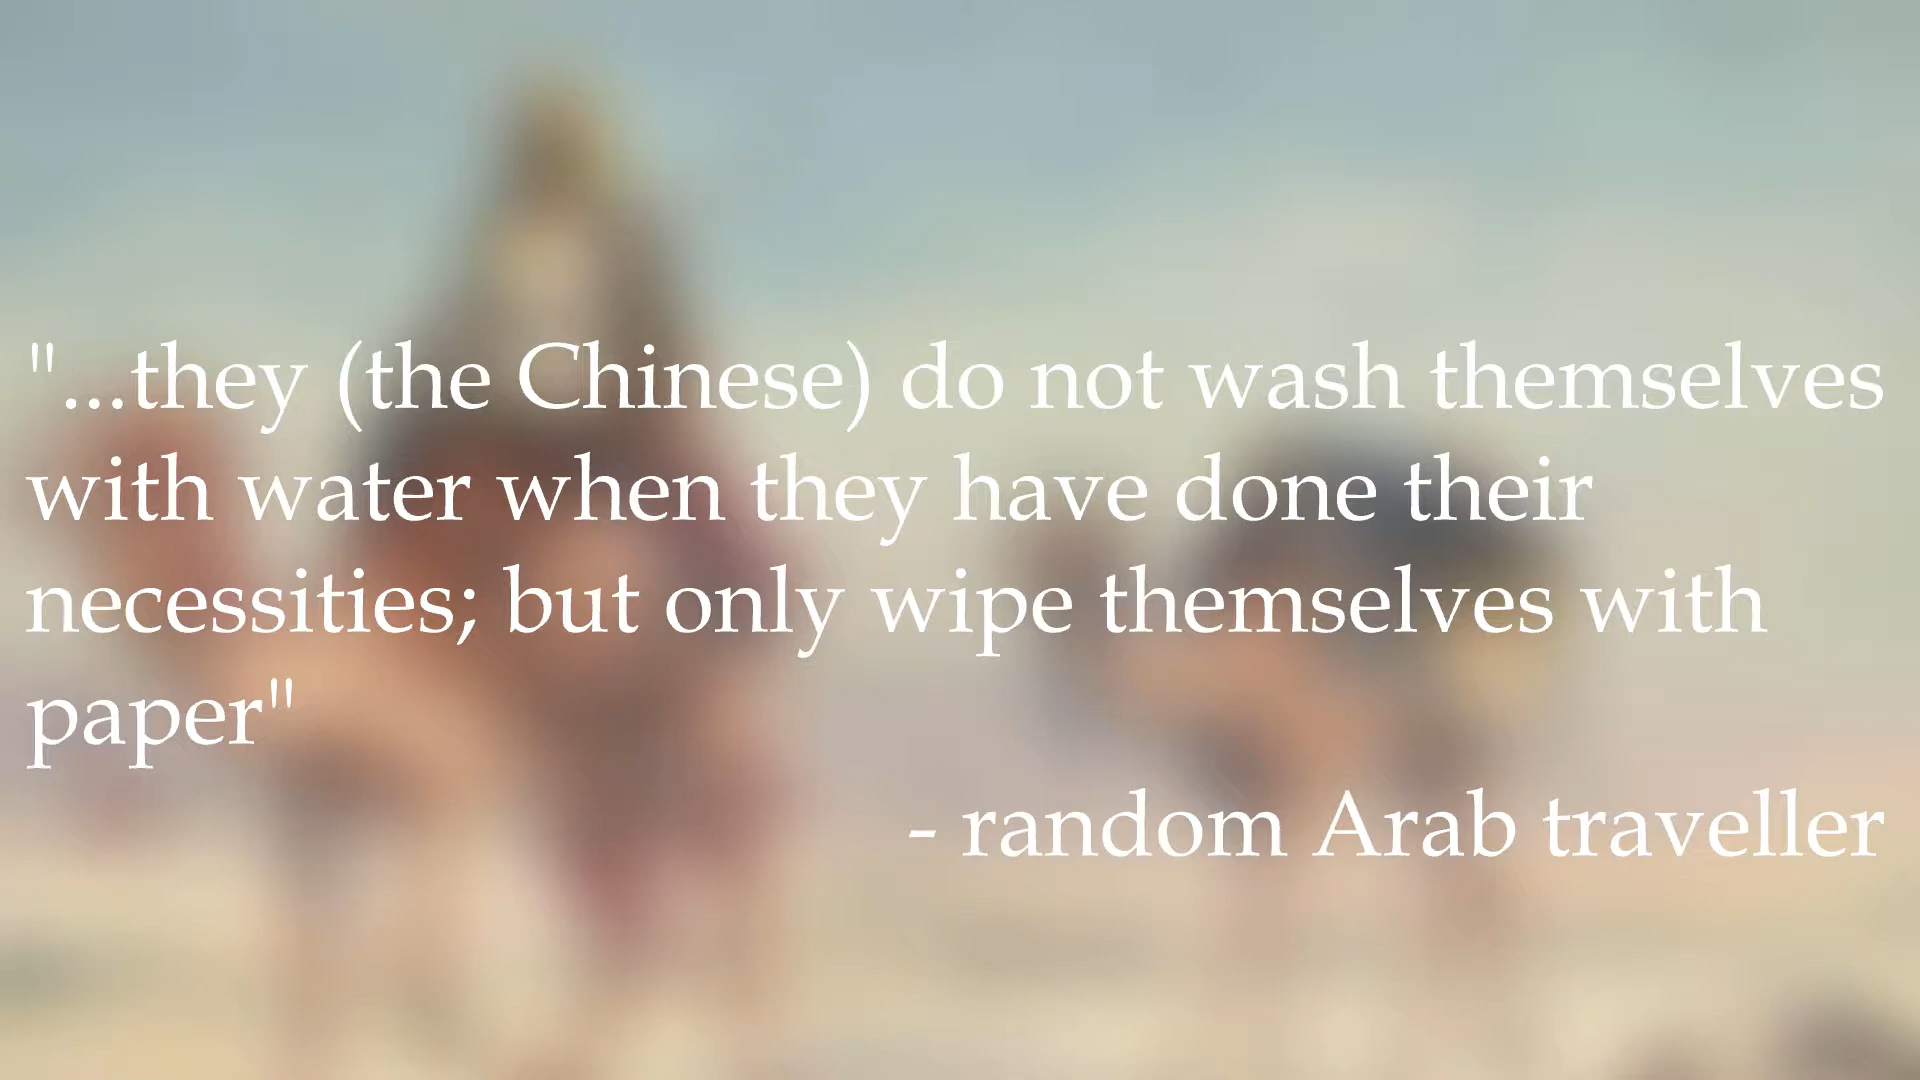 "...they (the Chinese) do not wash themselves
with water when they have done their
necessities; but only wipe themselves with
paper"
- random Arab traveller